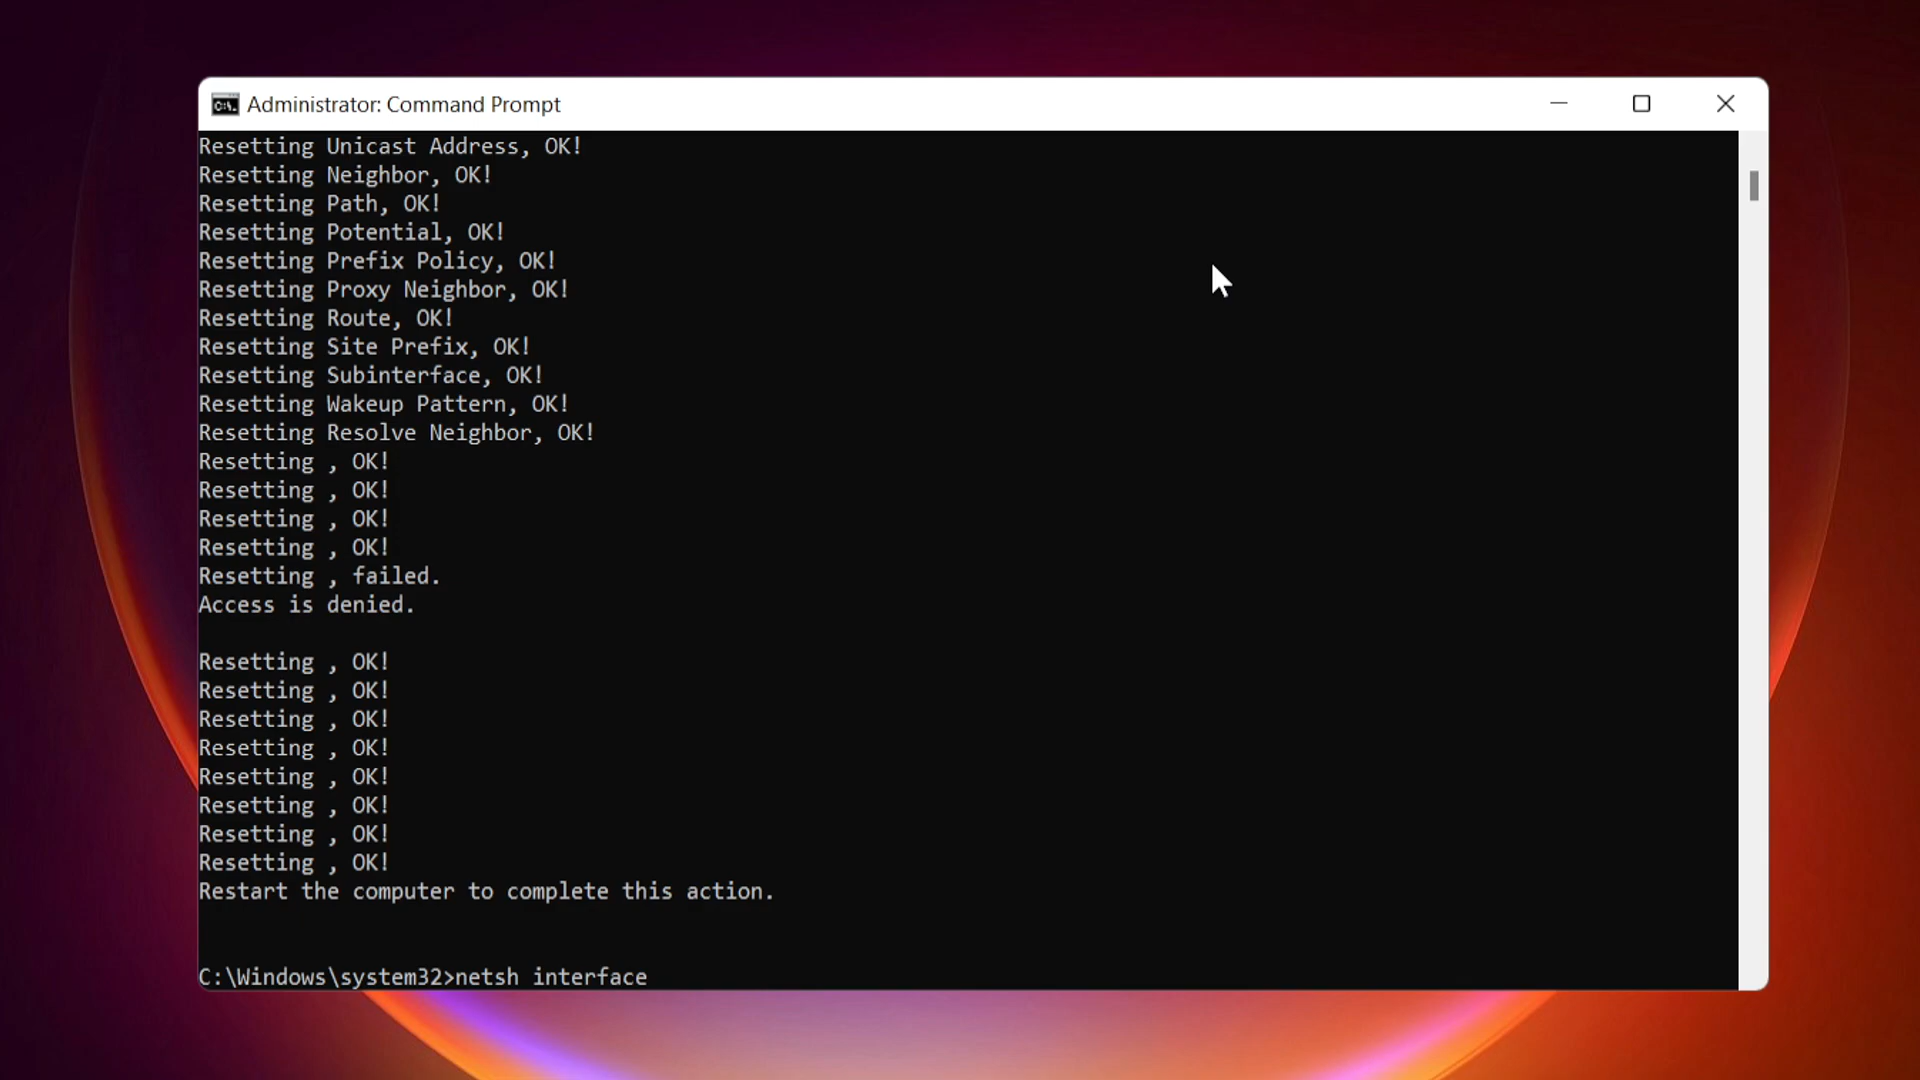 C:\.
Administrator: Command Prompt
Resetting Unicast Address, OK!
Resetting Neighbor, OK!
Resetting Path, OK!
Resetting Potential, OK!
Resetting Prefix Policy, OK!
Resetting Proxy Neighbor, OK!
Resetting Route, OK!
Resetting Site Prefix, OK!
Resetting Subinterface, OK!
Resetting Wakeup Pattern, OK!
Resetting Resolve Neighbor, OK!
Resetting , OK!
Resetting , OK!
Resetting , OK!
Resetting , OK!
Resetting , failed.
Access is denied.
Resetting , OK!
Resetting , OK!
Resetting , OK!
Resetting , OK!
Resetting , OK!
Resetting , OK!
Resetting , OK!
Resetting , OK!
Restart the computer to complete this action.
C:\Windows\system32>netsh interface